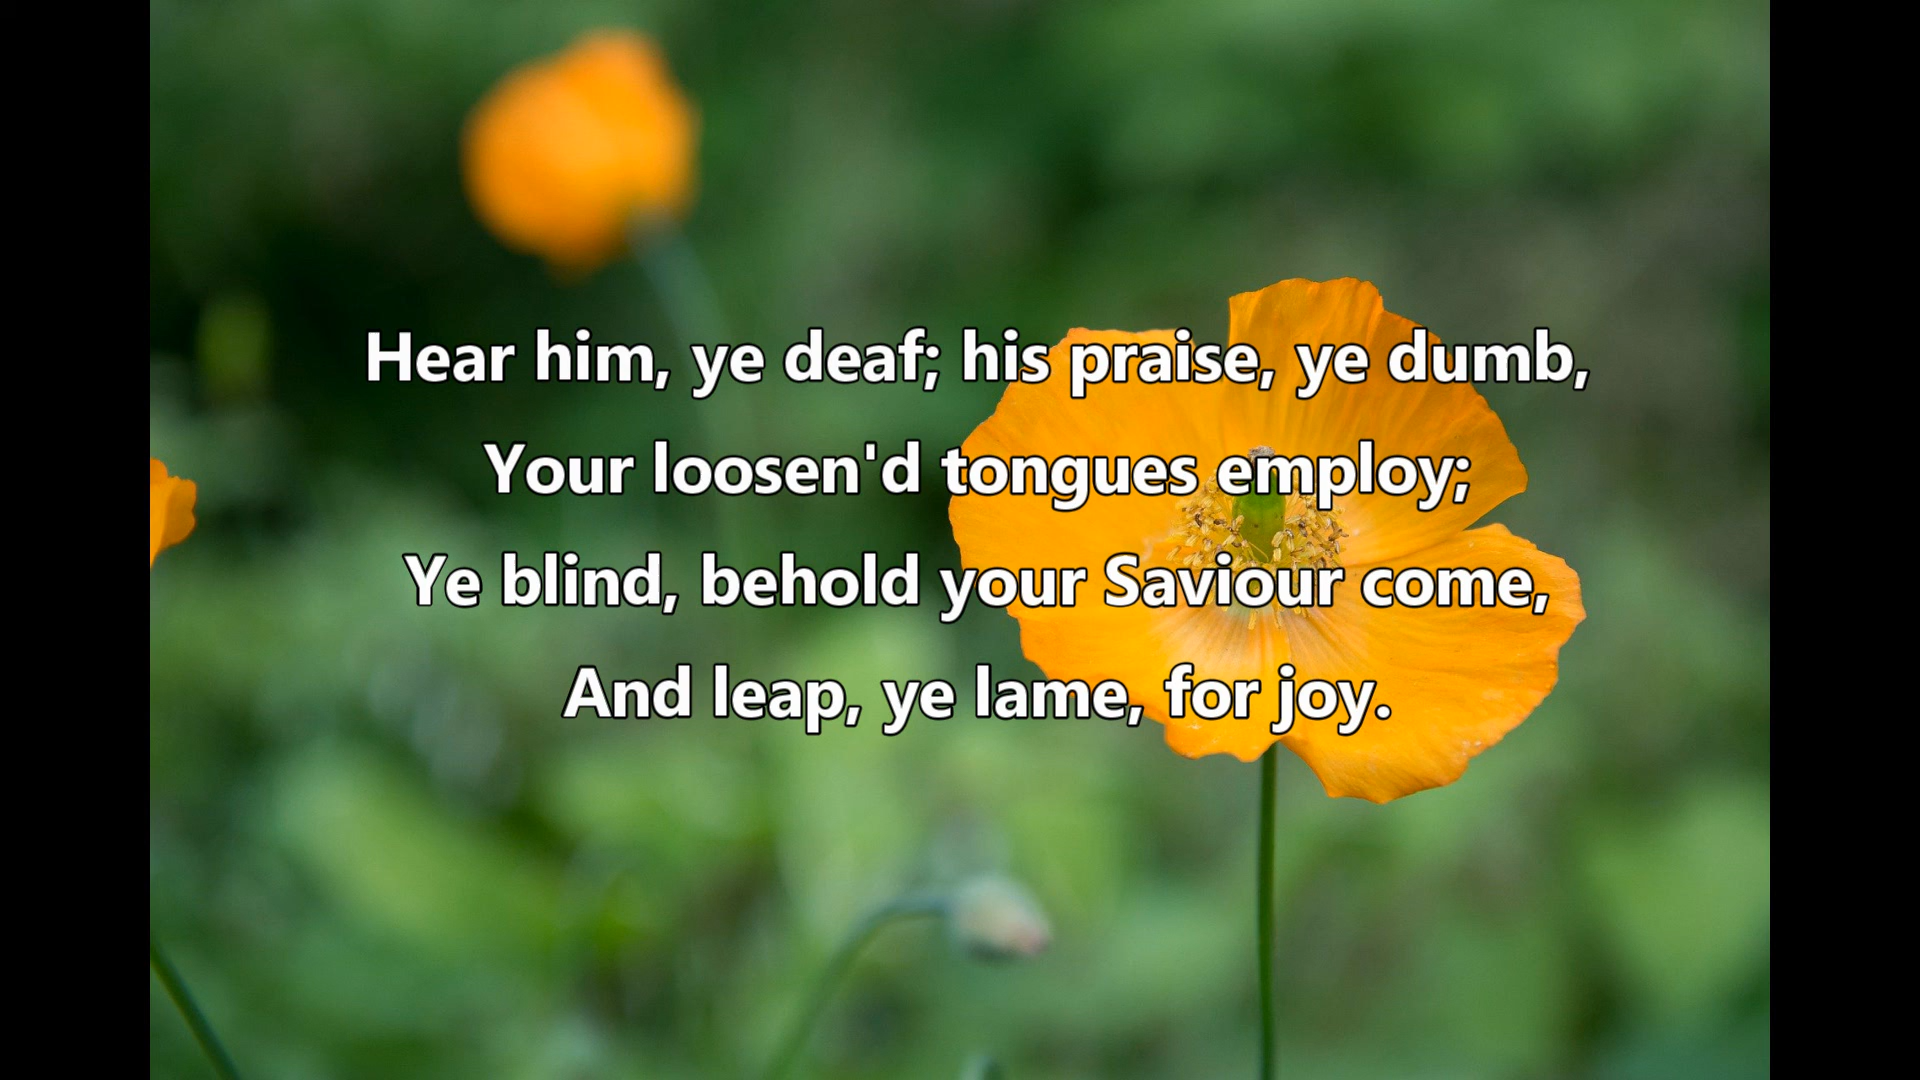 Hear him, ye deaf; his praise, ye dumb,
Your loosen'd tongues employ;
Ye blind, behold your Saviour come,
And leap, ye lame, for joy.